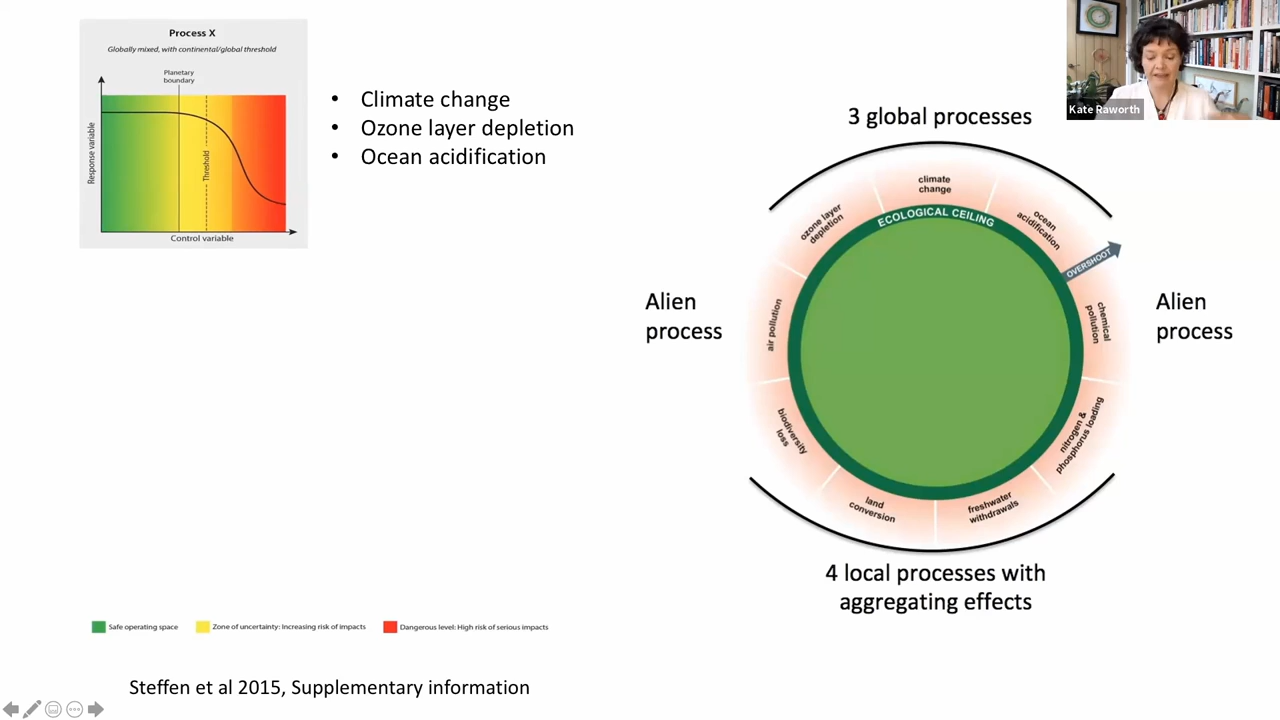 Process X
Globally mixed, with continental/global threshold
Planetary
boundary
Response variable
Threshold
Control variable
• Climate change
• Ozone layer depletion
• Ocean acidification
Kate Raworth
3 global processes
climate
change
ozone layer
depletion
ocean
acidification
ECOLOGICAL CEILING
OVERSHOOT
Alien
process
air pollution
chemical
pollution
Alien
process
biodiversity
loss
nitrogen &
phosphorus loading
land
conversion
freshwater
withdrawals
4 local processes with
aggregating effects
Safe operating space
Zone of uncertainty: Increasing risk of impacts
Dangerous level: High risk of serious impacts
Steffen et al 2015, Supplementary information